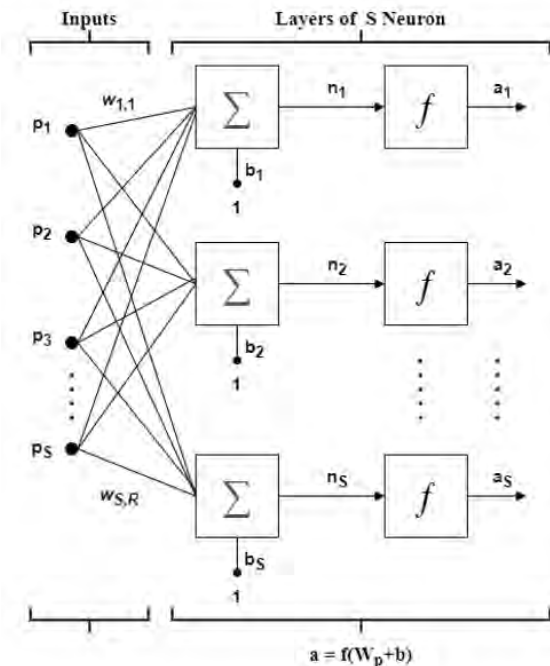 Inputs
Layers of S Neuron
w1,1
n1
a1
p1
Σ
f
b1
1
p2
n2
a2
Σ
f
p3
b2
1
pS
nS
aS
Σ
f
wS,R
bS
1
a = f(Wp+b)